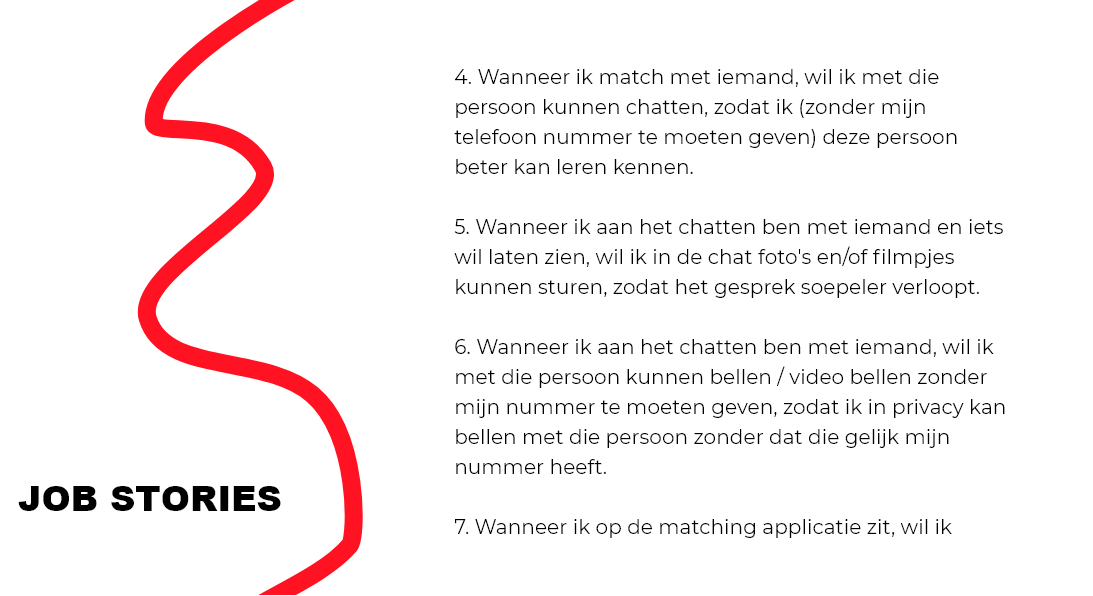 4. Wanneer ik match met iemand, wil ik met die
persoon kunnen chatten, zodat ik (zonder mijn
telefoon nummer te moeten geven) deze persoon
beter kan leren kennen.
5. Wanneer ik aan het chatten ben met iemand en iets
wil laten zien, wil ik in de chat foto's en/of filmpjes
kunnen sturen, zodat het gesprek soepeler verloopt.
6. Wanneer ik aan het chatten ben met iemand, wil ik
met die persoon kunnen bellen / video bellen zonder
mijn nummer te moeten geven, zodat ik in privacy kan
bellen met die persoon zonder dat die gelijk mijn
nummer heeft.
JOB STORIES
7. Wanneer ik op de matching applicatie zit, wil ik